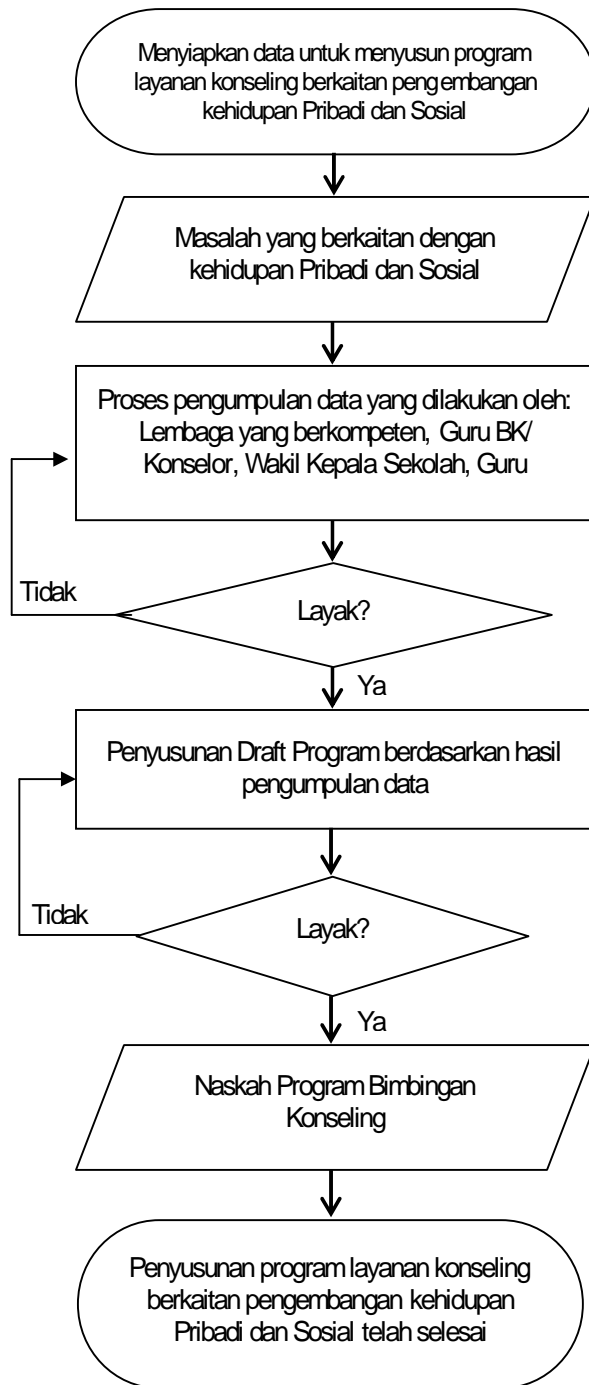 Menyiapkan data untuk menyusun program
layanan konseling berkaitan pengembangan
kehidupan Pribadi dan Sosial
Masalah yang berkaitan dengan
kehidupan Pribadi dan Sosial
Proses pengumpulan data yang dilakukan oleh:
Lembaga yang berkompeten, Guru BK/
Konselor, Wakil Kepala Sekolah, Guru
Tidak
Layak?
Ya
Penyusunan Draft Program berdasarkan hasil
pengumpulan data
Tidak
Layak?
Ya
Naskah Program Bimbingan
Konseling
Penyusunan program layanan konseling
berkaitan pengembangan kehidupan
Pribadi dan Sosial telah selesai